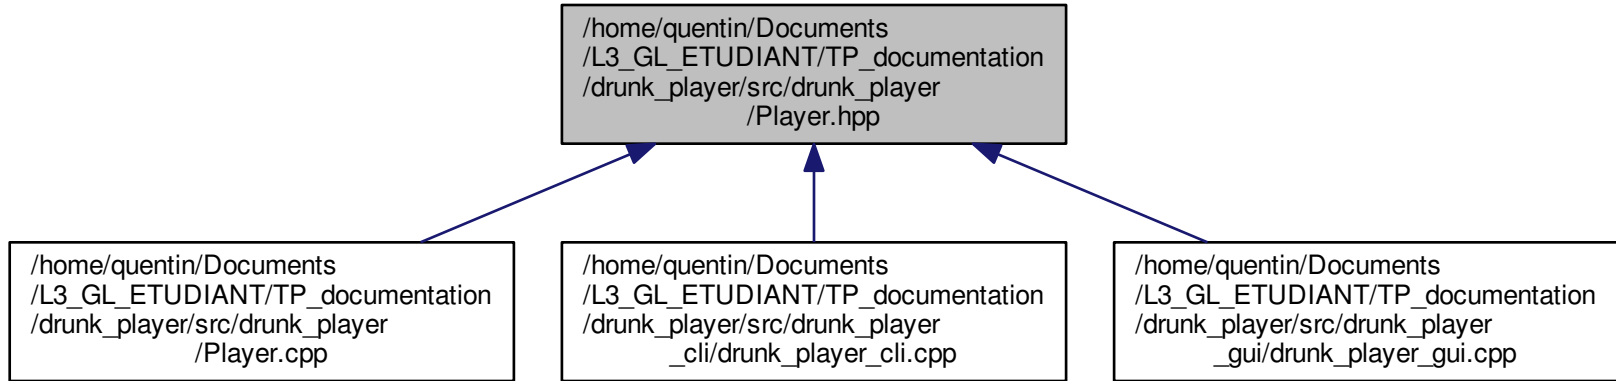 /home/quentin/Documents
/L3_GL_ETUDIANT/TP_documentation
/drunk_player/src/drunk_player
/Player.hpp
/home/quentin/Documents
/L3_GL_ETUDIANT/TP_documentation
/drunk_player/src/drunk_player
/Player.cpp
/home/quentin/Documents
/L3_GL_ETUDIANT/TP_documentation
/drunk_player/src/drunk_player
_cli/drunk_player_cli.cpp
/home/quentin/Documents
/L3_GL_ETUDIANT/TP_documentation
/drunk_player/src/drunk_player
_gui/drunk_player_gui.cpp